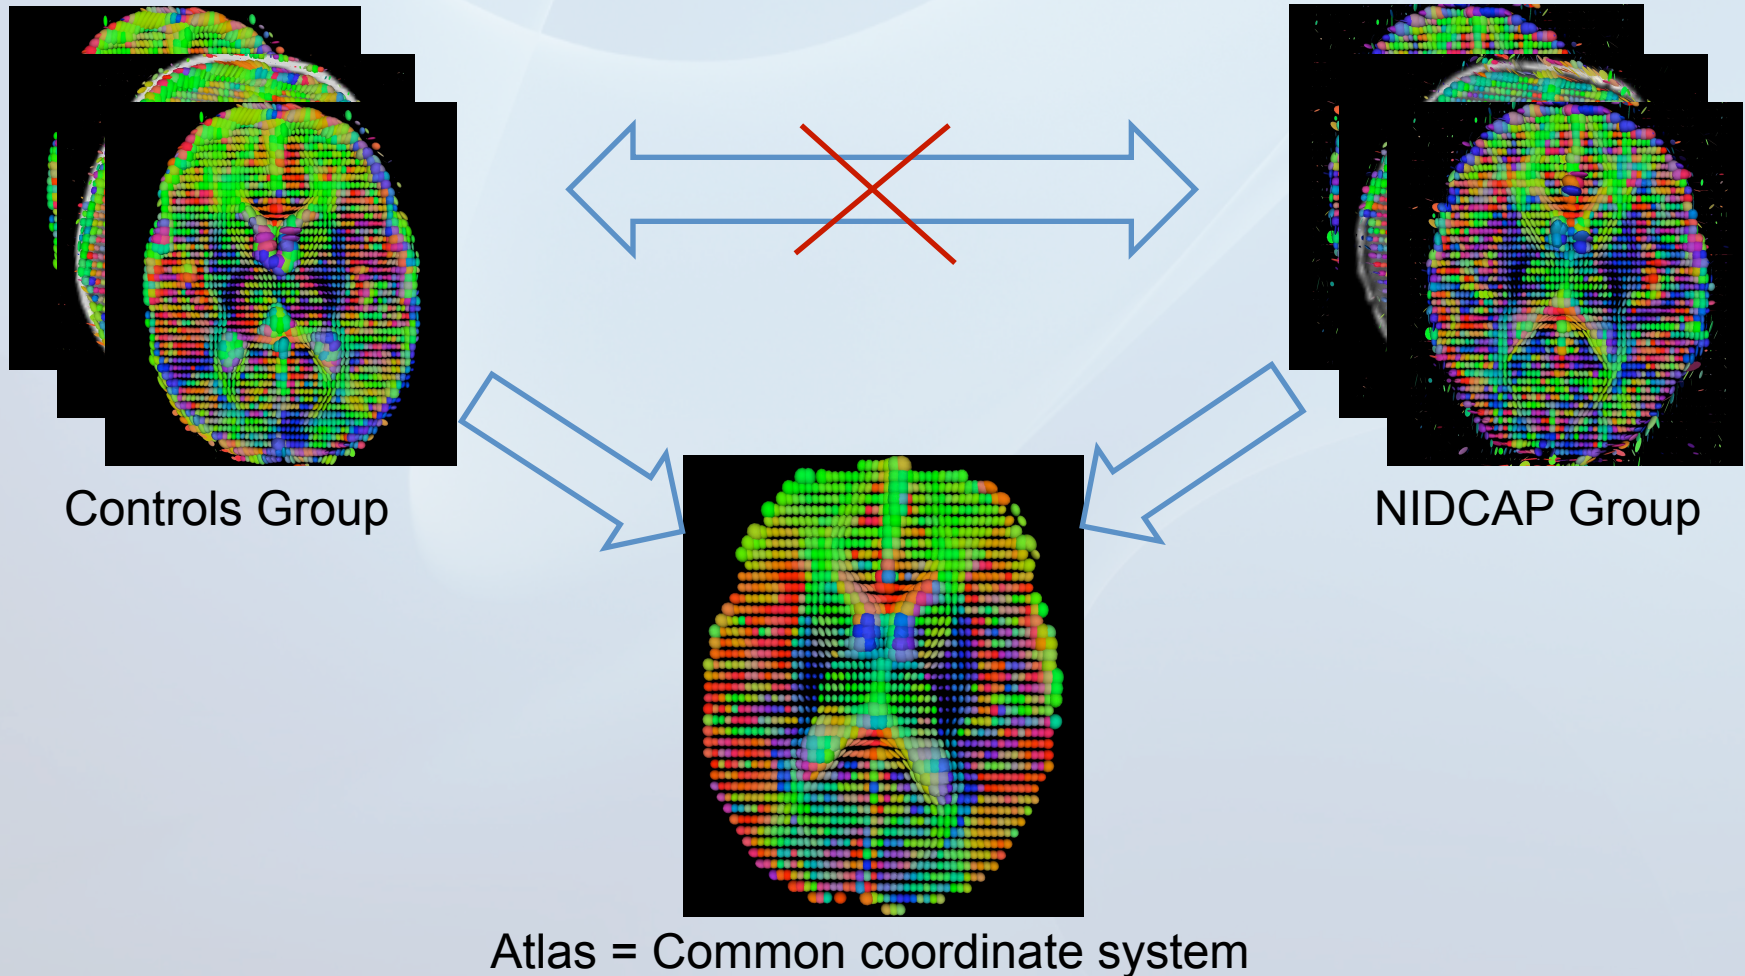 Controls Group
NIDCAP Group
Atlas = Common coordinate system